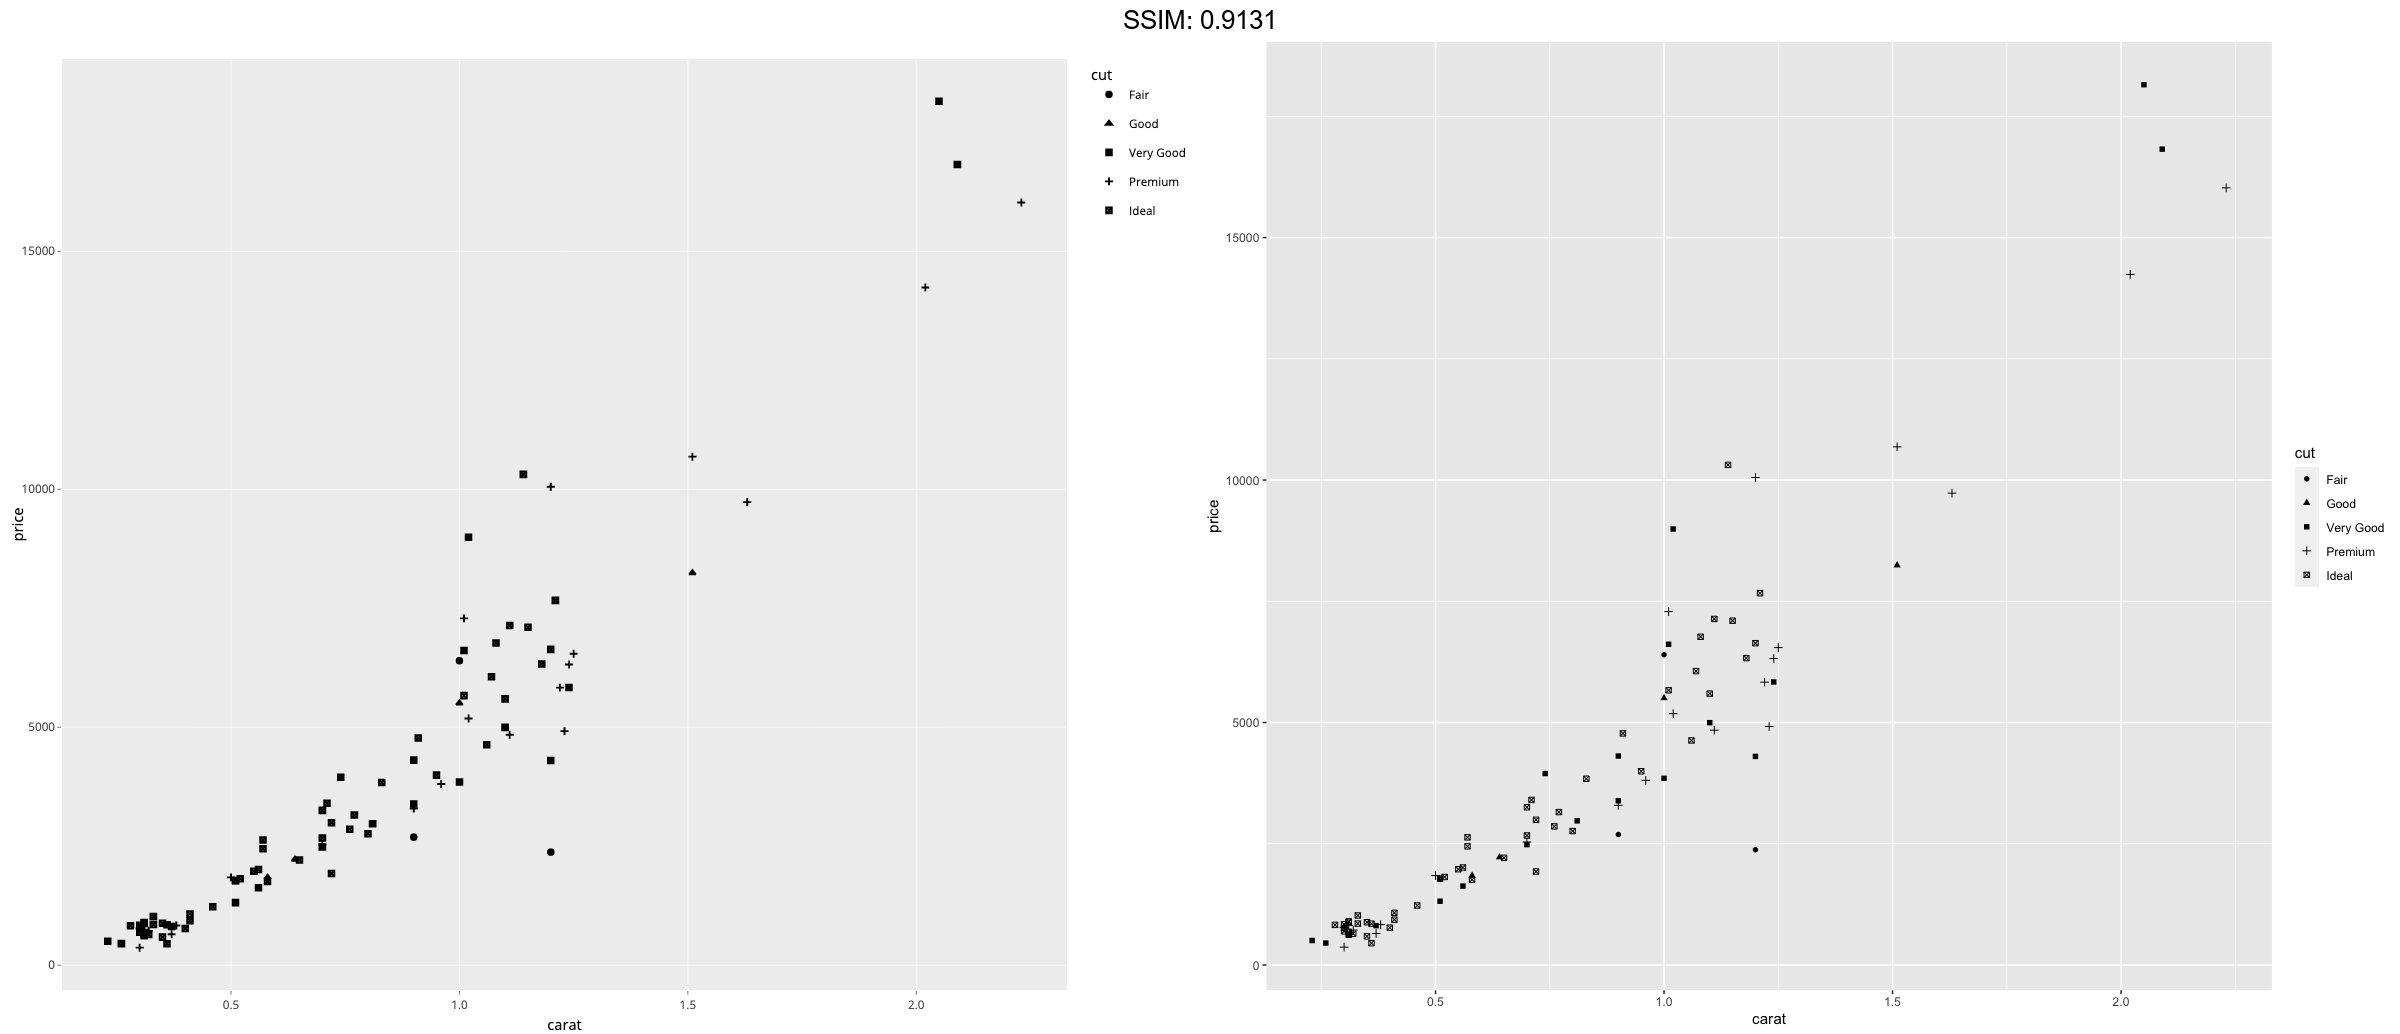 SSIM: 0.9131
cut
Fair
Good
Very Good
Premium
Ideal
price
15000
10000
5000
0
0.5
1.0
1.5
2.0
carat
price
15000
10000
5000
0
0.5
1.0
1.5
2.0
carat
cut
Fair
Good
Very Good
Premium
Ideal